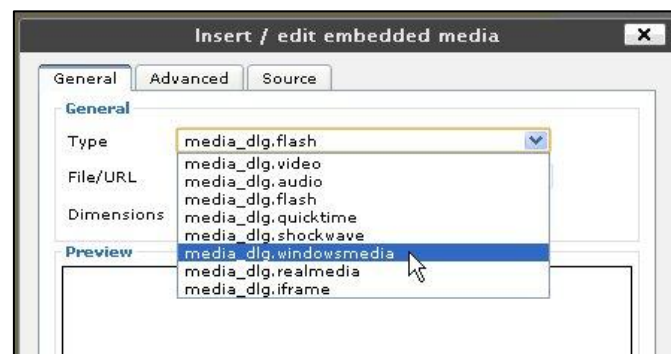 Insert / edit embedded media
X
General Advanced Source
General
Type media_dlg.flash
media_dlg.video
File/URL media_dlg.audio
media_dlg.flash
Dimensions media_dlg.quicktime
media_dlg.shockwave
Preview media_dlg.windowsmedia
media_dlg.realmedia
media_dlg.iframe